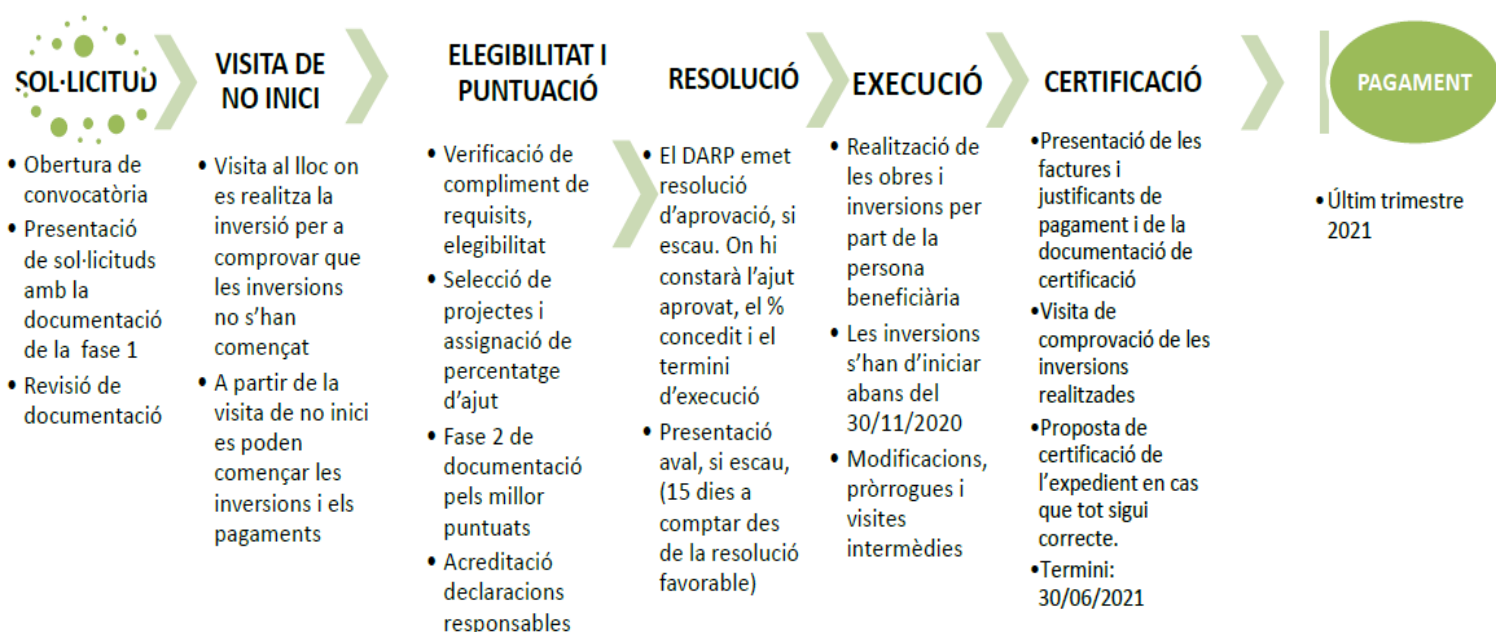 SOL·LICITUD
• Obertura de
convocatòria
• Presentació
de sol·licituds
amb la
documentació
de la fase 1
• Revisió de
documentació
VISITA DE
NO INICI
• Visita al lloc on
es realitza la
inversió per a
comprovar que
les inversions
no s'han
començat
• A partir de la
visita de no inici
es poden
començar les
inversions i els
pagaments
ELEGIBILITAT I
PUNTUACIÓ
• Verificació de
compliment de
requisits,
elegibilitat
• Selecció de
projectes i
assignació de
percentatge
d'ajut
• Fase 2 de
documentació
pels millor
puntuats
• Acreditació
declaracions
responsables
RESOLUCIÓ
• El DARP emet
resolució
d'aprovació, si
escau. On hi
constarà l'ajut
aprovat, el %
concedit i el
termini
d'execució
• Presentació
aval, si escau,
(15 dies a
comptar des
de la resolució
favorable)
EXECUCIÓ
• Realització de
les obres i
inversions per
part de la
persona
beneficiària
• Les inversions
s'han d'iniciar
abans del
30/11/2020
• Modificacions,
pròrrogues i
visites
intermèdies
CERTIFICACIÓ
•Presentació de les
factures i
justificants de
pagament i de la
documentació de
certificació
•Visita de
comprovació de les
inversions
realitzades
•Proposta de
certificació de
l'expedient en cas
que tot sigui
correcte.
•Termini:
30/06/2021
PAGAMENT
•Últim trimestre
2021